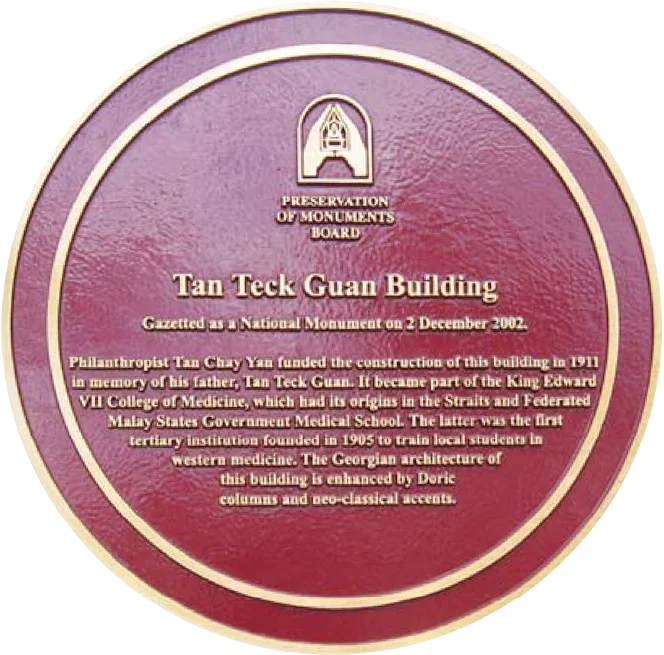 PRESERVATION
OF MONUMENTS
BOARD
Tan Teck Guan Building
Gazetted as a National Monument on 2 December 2002.
Philanthropist Tan Chay Yan funded the construction of this building in 1911
in memory of his father, Tan Teck Guan. It became part of the King Edward
VII College of Medicine, which had its origins in the Straits and Federated
Malay States Government Medical School. The latter was the first
tertiary institution founded in 1905 to train local students in
western medicine. The Georgian architecture of
this building is enhanced by Doric
columns and neo-classical accents.